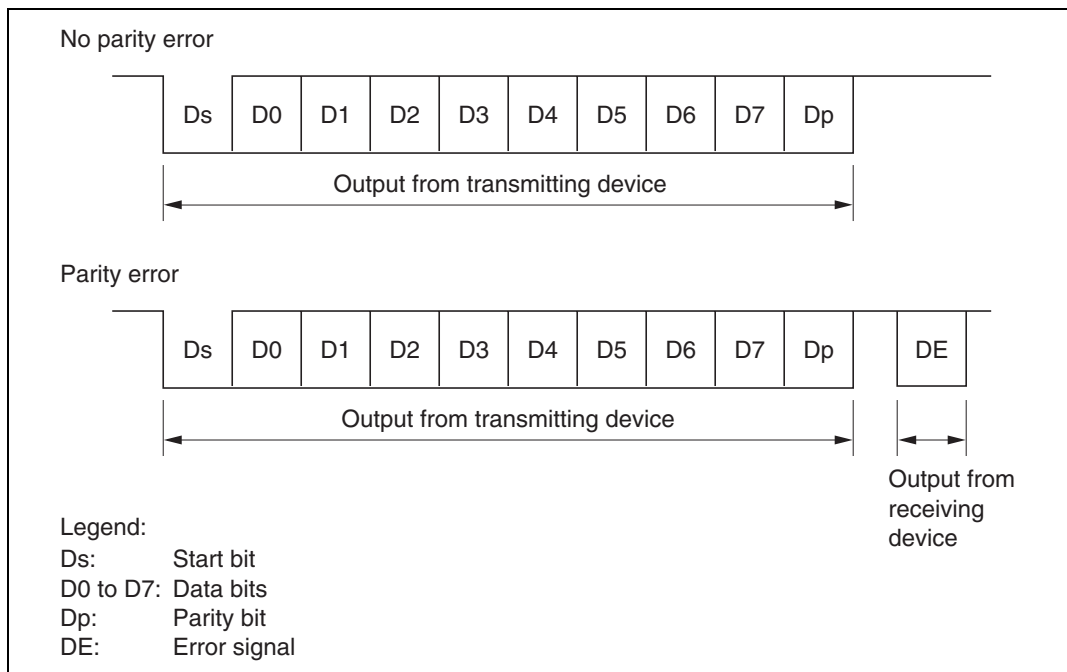 No parity error
Ds D0 D1 D2 D3 D4 D5 D6 D7 Dp
Output from transmitting device
Parity error
Ds D0 D1 D2 D3 D4 D5 D6 D7 Dp DE
Output from transmitting device
Output from
receiving
device
Legend:
Ds: Start bit
D0 to D7: Data bits
Dp: Parity bit
DE: Error signal